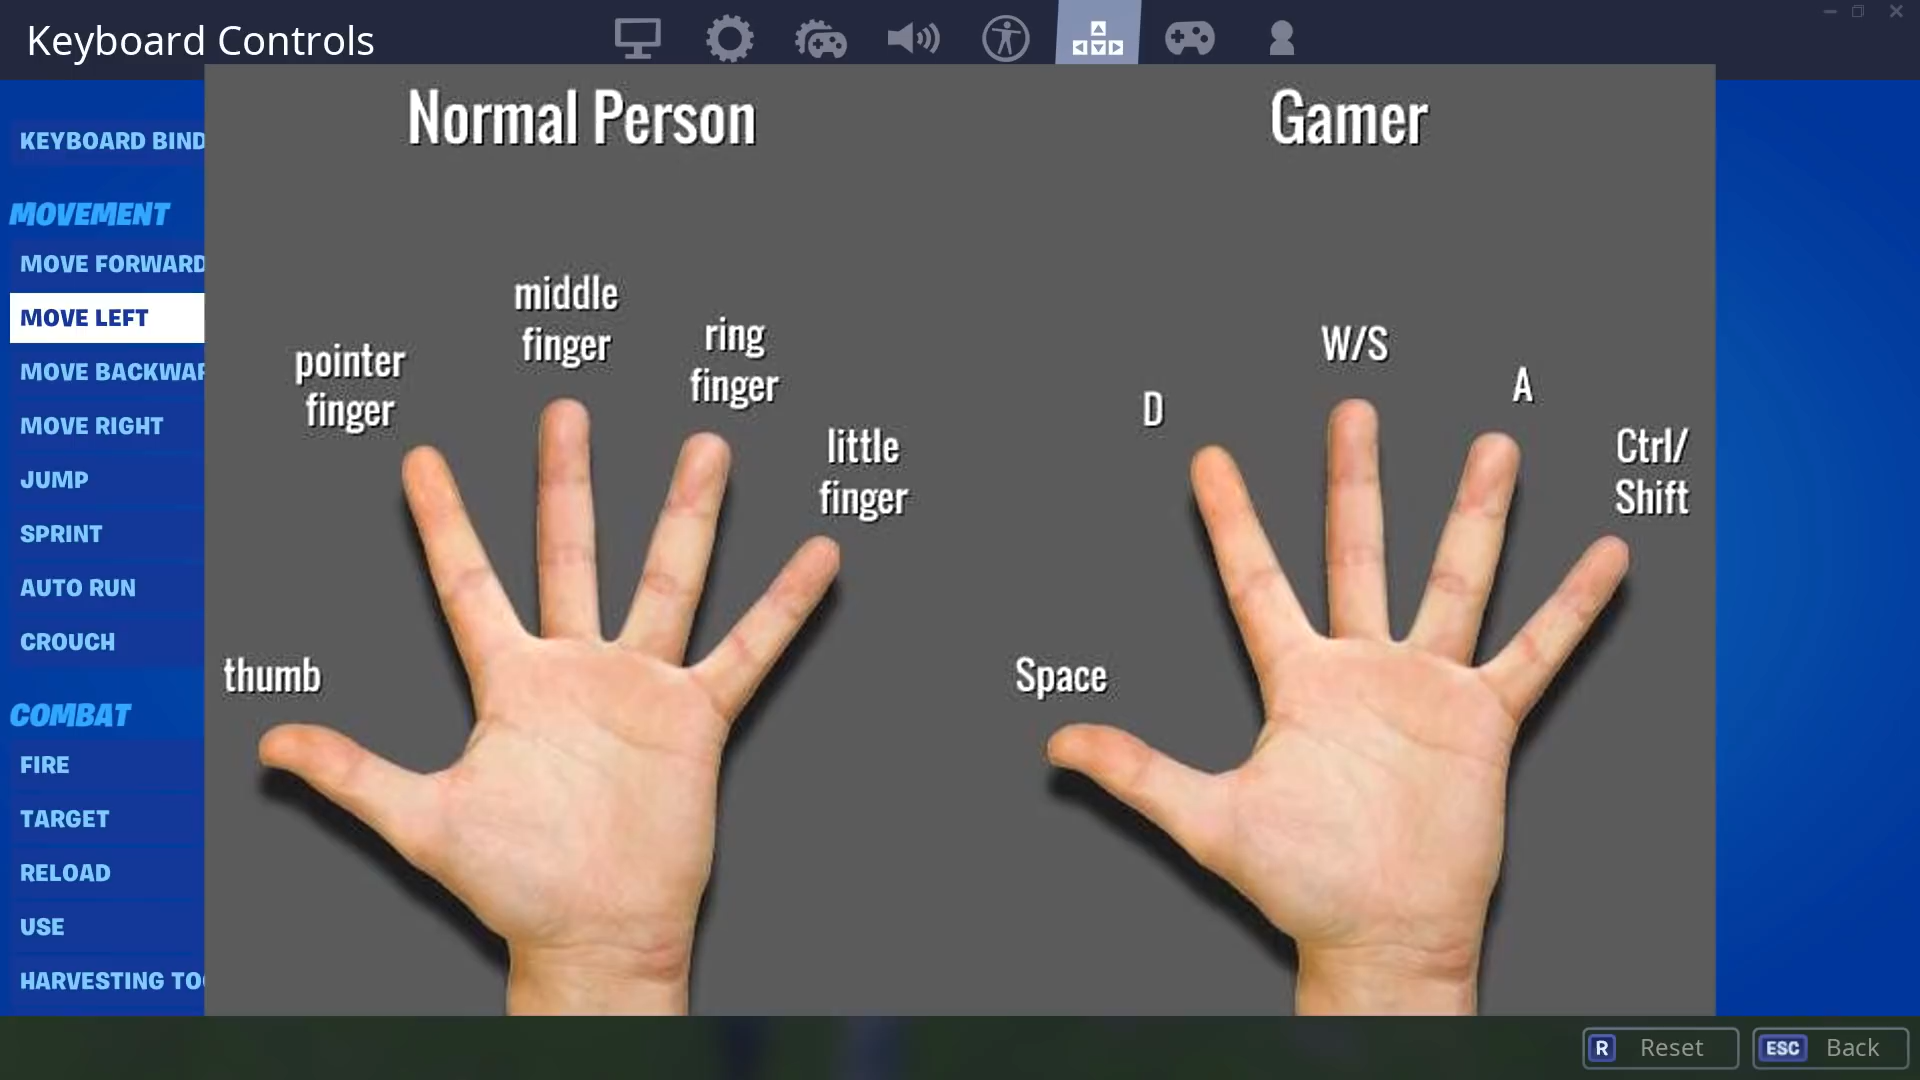 Keyboard Controls
KEYBOARD BIND
MOVEMENT
MOVE FORWARD
MOVE LEFT
MOVE BACKWAR
MOVE RIGHT
JUMP
SPRINT
AUTO RUN
CROUCH
COMBAT
FIRE
TARGET
RELOAD
USE
HARVESTING TOO
Normal Person
middle
finger
ring
finger
pointer
finger
little
finger
thumb
Gamer
W/S
A
D
Ctrl/
Shift
Space
R Reset
ESC Back